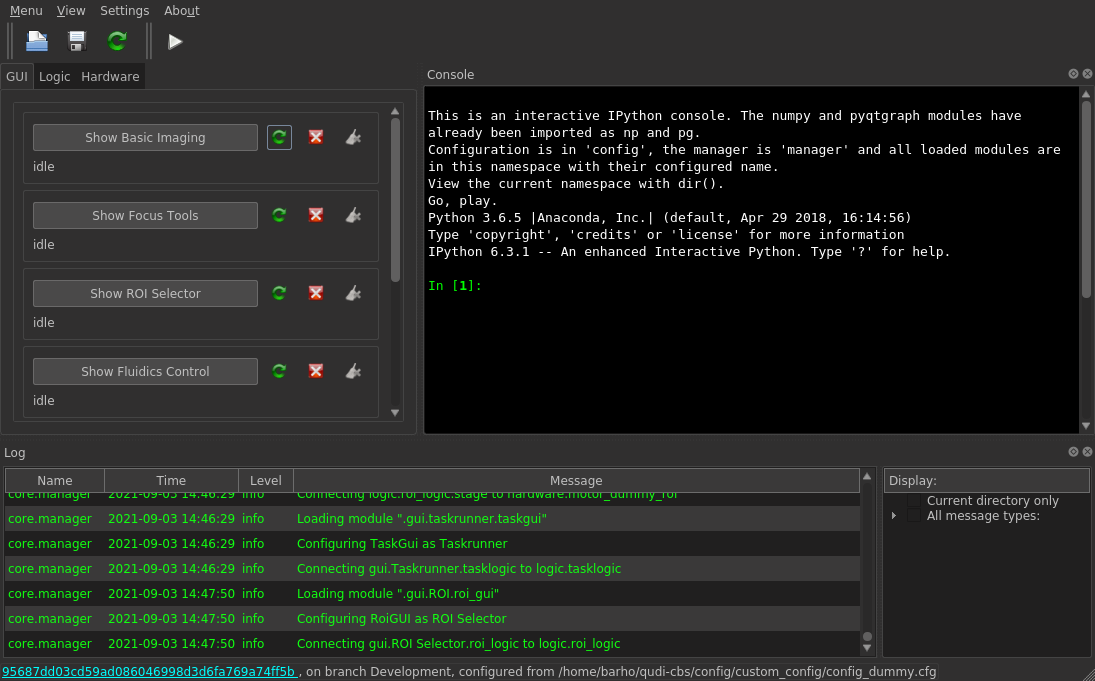 Menu View Settings About
GUI Logic Hardware
Show Basic Imaging
idle
Show Focus Tools
idle
Show ROI Selector
idle
Show Fluidics Control
idle
Console
This is an interactive IPython console. The numpy and pyqtgraph modules have
already been imported as np and pg.
Configuration is in 'config', the manager is 'manager' and all loaded modules are
in this namespace with their configured name.
View the current namespace with dir().
Go, play.
Python 3.6.5 |Anaconda, Inc.| (default, Apr 29 2018, 16:14:56)
Type 'copyright', 'credits' or 'license' for more information
IPython 6.3.1 -- An enhanced Interactive Python. Type '?' for help.
In [1]:
Log
Name Time Level Message
core.manager 2021-09-03 14:46:29 info Connecting logic.roi_logic.stage to hardware.motor_dummy_roi
core.manager 2021-09-03 14:46:29 info Loading module ".gui.taskrunner.taskgui"
core.manager 2021-09-03 14:46:29 info Configuring TaskGui as Taskrunner
core.manager 2021-09-03 14:46:29 info Connecting gui.Taskrunner.tasklogic to logic.tasklogic
core.manager 2021-09-03 14:47:50 info Loading module ".gui.ROI.roi_gui"
core.manager 2021-09-03 14:47:50 info Configuring RoiGUI as ROI Selector
core.manager 2021-09-03 14:47:50 info Connecting gui.ROI Selector.roi_logic to logic.roi_logic
Display:
Current directory only
All message types:
95687dd03cd59ad086046998d3d6fa769a74ff5b , on branch Development, configured from /home/barho/qudi-cbs/config/custom_config/config_dummy.cfg